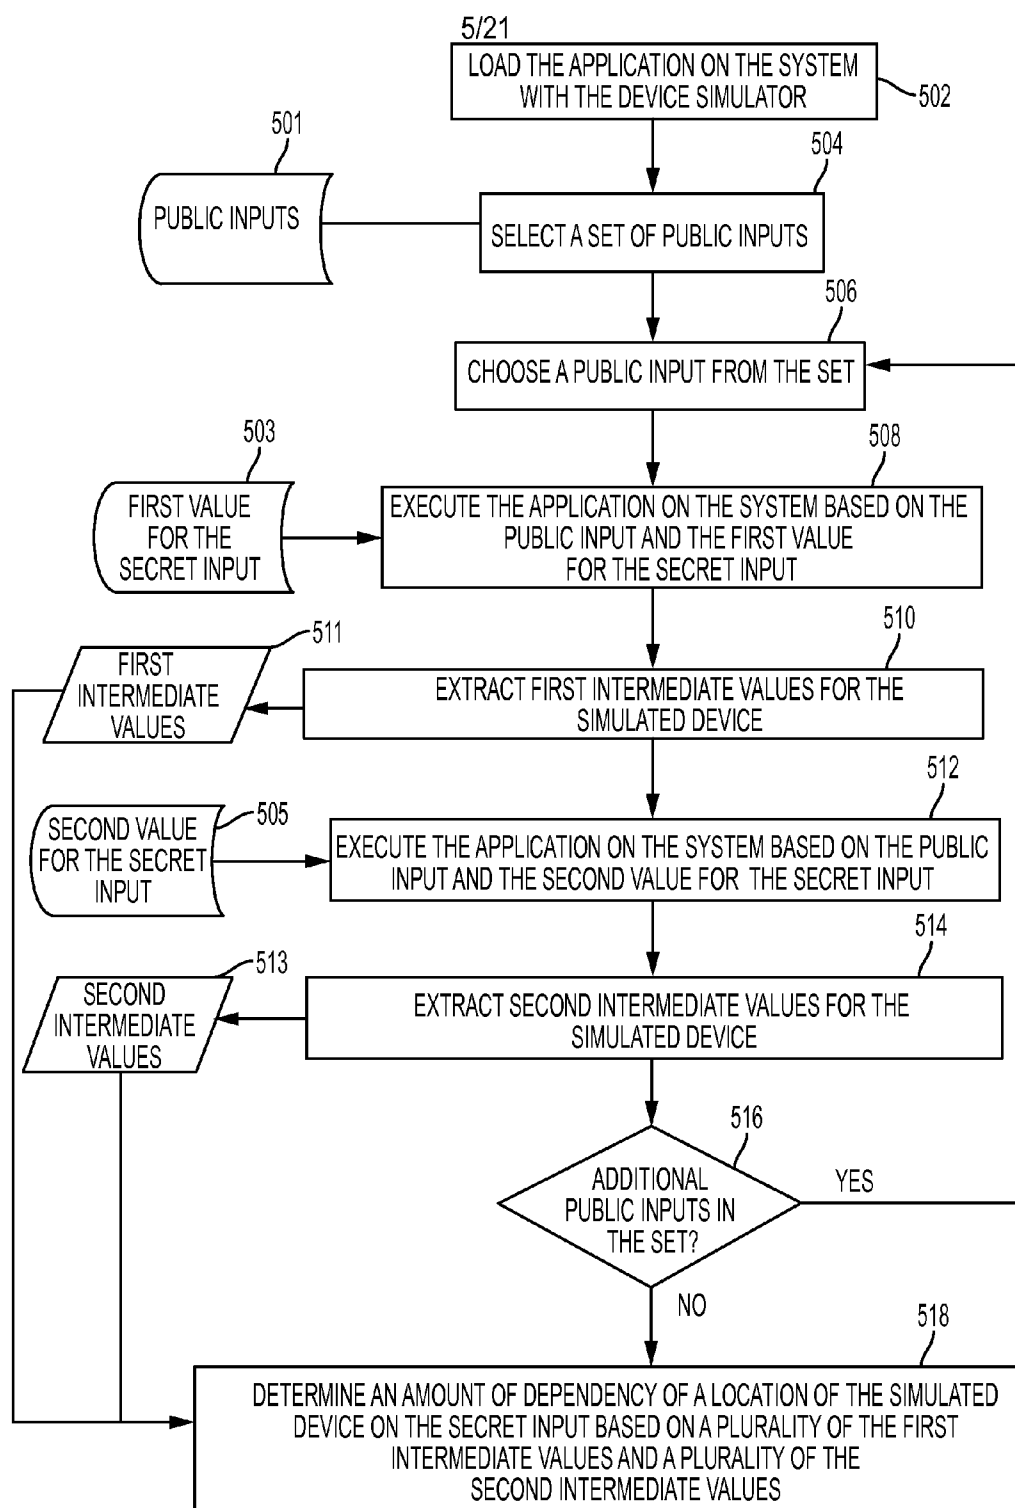 5/21
LOAD THE APPLICATION ON THE SYSTEM
WITH THE DEVICE SIMULATOR
502
501
PUBLIC INPUTS
504
SELECT A SET OF PUBLIC INPUTS
506
CHOOSE A PUBLIC INPUT FROM THE SET
503
FIRST VALUE
FOR THE
SECRET INPUT
508
EXECUTE THE APPLICATION ON THE SYSTEM BASED ON THE
PUBLIC INPUT AND THE FIRST VALUE
FOR THE SECRET INPUT
511
FIRST
INTERMEDIATE
VALUES
510
EXTRACT FIRST INTERMEDIATE VALUES FOR THE
SIMULATED DEVICE
505
SECOND VALUE
FOR THE SECRET
INPUT
512
EXECUTE THE APPLICATION ON THE SYSTEM BASED ON THE PUBLIC
INPUT AND THE SECOND VALUE FOR THE SECRET INPUT
513
SECOND
INTERMEDIATE
VALUES
514
EXTRACT SECOND INTERMEDIATE VALUES FOR THE
SIMULATED DEVICE
516
ADDITIONAL
PUBLIC INPUTS IN
THE SET?
YES
NO
518
DETERMINE AN AMOUNT OF DEPENDENCY OF A LOCATION OF THE SIMULATED
DEVICE ON THE SECRET INPUT BASED ON A PLURALITY OF THE FIRST
INTERMEDIATE VALUES AND A PLURALITY OF THE
SECOND INTERMEDIATE VALUES